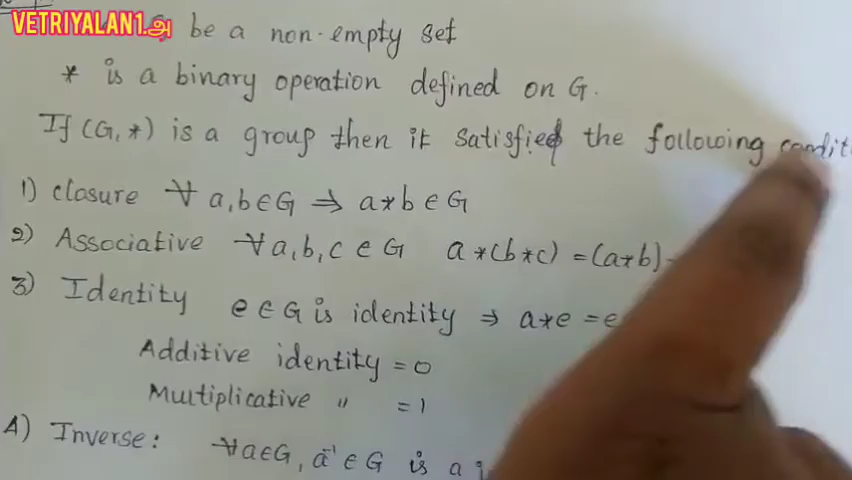 VETRIYALAN1.அ
be a non-empty set
* is a binary operation defined on G.
If (G, *) is a group then it satisfied the following condit
1) closure ∀ a, b ∈ G ⇒ a * b ∈ G
2) Associative ∀ a, b, c ∈ G a * (b * c) = (a * b)
3) Identity e ∈ G is identity ⇒ a * e = e
Additive identity = 0
Multiplicative " = 1
4) Inverse : ∀ a ∈ G, a⁻¹ ∈ G is a